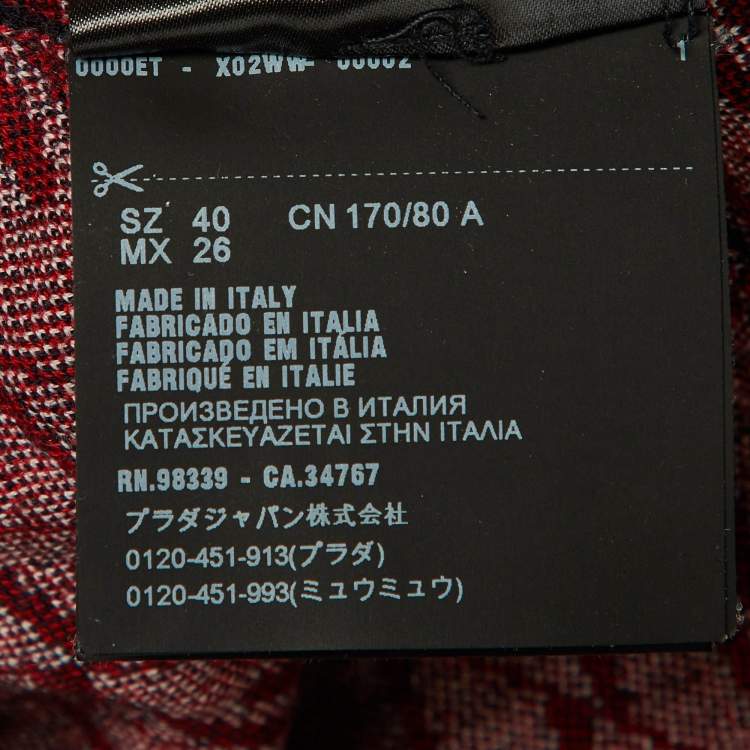 0000ET - X02WW- 00002 1
SZ 40 CN 170/80 A
MX 26
MADE IN ITALY
FABRICADO EN ITALIA
FABRICADO EM ITÁLIA
FABRIQUÉ EN ITALIE
ПРОИЗВЕДЕНО В ИТАЛИЯ
ΚΑΤΑΣΚΕΥΑΖΕΤΑΙ ΣΤΗΝ ΙΤΑΛΙΑ
RN.98339 - CA.34767
プラダジャパン株式会社
0120-451-913(プラダ)
0120-451-993(ミュウミュウ)